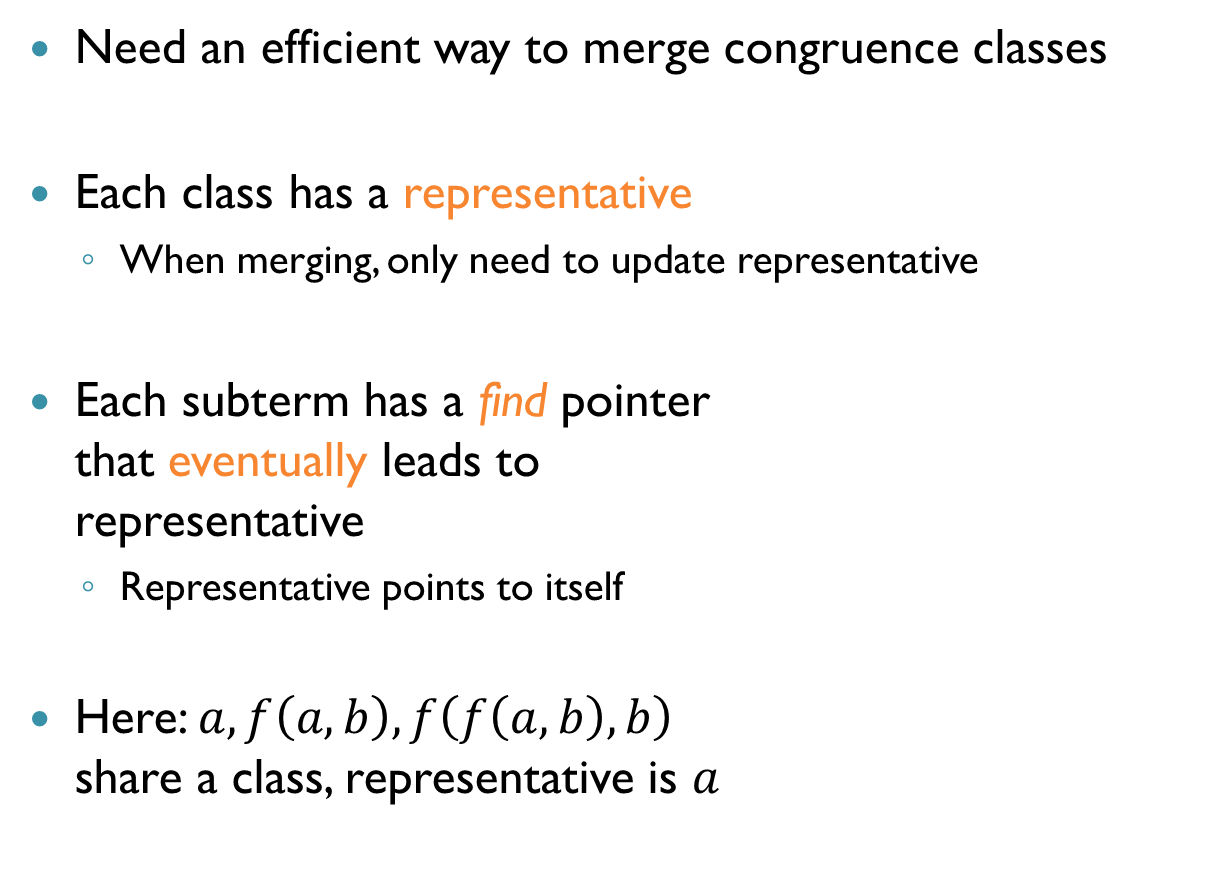 • Need an efficient way to merge congruence classes
• Each class has a representative
◦ When merging, only need to update representative
• Each subterm has a find pointer
that eventually leads to
representative
◦ Representative points to itself
• Here: 𝑎, 𝑓(𝑎, 𝑏), 𝑓(𝑓(𝑎, 𝑏), 𝑏)
share a class, representative is 𝑎